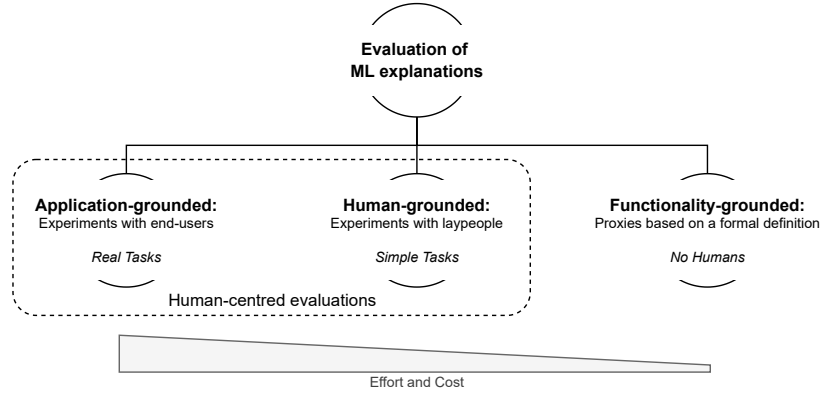 Evaluation of
ML explanations
Application-grounded:
Experiments with end-users
Real Tasks
Human-grounded:
Experiments with laypeople
Simple Tasks
Functionality-grounded:
Proxies based on a formal definition
No Humans
Human-centred evaluations
Effort and Cost